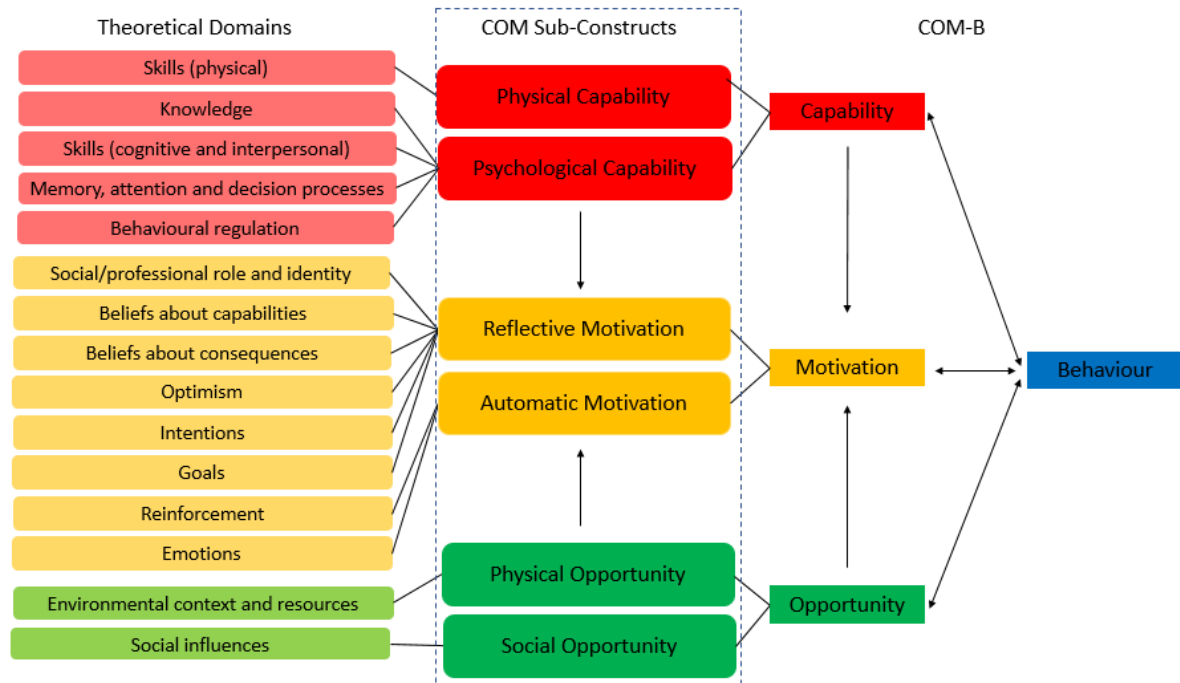 Theoretical Domains
COM Sub-Constructs
COM-B
Skills (physical)
Knowledge
Skills (cognitive and interpersonal)
Memory, attention and decision processes
Behavioural regulation
Social/professional role and identity
Beliefs about capabilities
Beliefs about consequences
Optimism
Intentions
Goals
Reinforcement
Emotions
Environmental context and resources
Social influences
Physical Capability
Psychological Capability
Reflective Motivation
Automatic Motivation
Physical Opportunity
Social Opportunity
Capability
Motivation
Opportunity
Behaviour